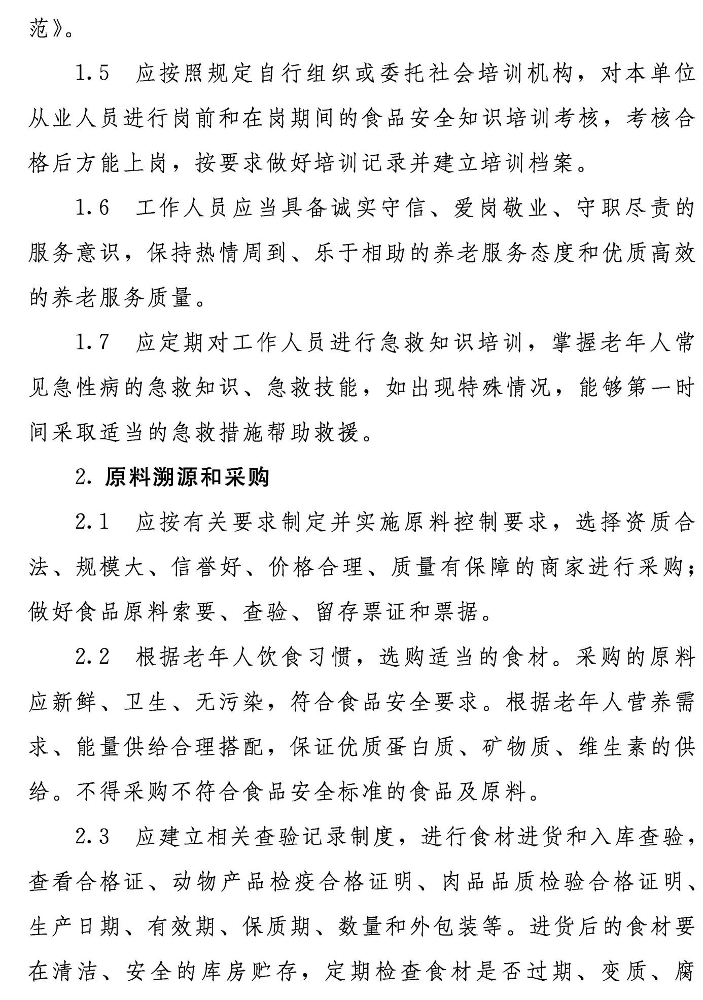 范》。
1.5 应按照规定自行组织或委托社会培训机构，对本单位
从业人员进行岗前和在岗期间的食品安全知识培训考核，考核合
格后方能上岗，按要求做好培训记录并建立培训档案。
1.6 工作人员应当具备诚实守信、爱岗敬业、守职尽责的
服务意识，保持热情周到、乐于相助的养老服务态度和优质高效
的养老服务质量。
1.7 应定期对工作人员进行急救知识培训，掌握老年人常
见急性病的急救知识、急救技能，如出现特殊情况，能够第一时
间采取适当的急救措施帮助救援。
2. 原料溯源和采购
2.1 应按有关要求制定并实施原料控制要求，选择资质合
法、规模大、信誉好、价格合理、质量有保障的商家进行采购；
做好食品原料索要、查验、留存票证和票据。
2.2 根据老年人饮食习惯，选购适当的食材。采购的原料
应新鲜、卫生、无污染，符合食品安全要求。根据老年人营养需
求、能量供给合理搭配，保证优质蛋白质、矿物质、维生素的供
给。不得采购不符合食品安全标准的食品及原料。
2.3 应建立相关查验记录制度，进行食材进货和入库查验，
查看合格证、动物产品检疫合格证明、肉品品质检验合格证明、
生产日期、有效期、保质期、数量和外包装等。进货后的食材要
在清洁、安全的库房贮存，定期检查食材是否过期、变质、腐